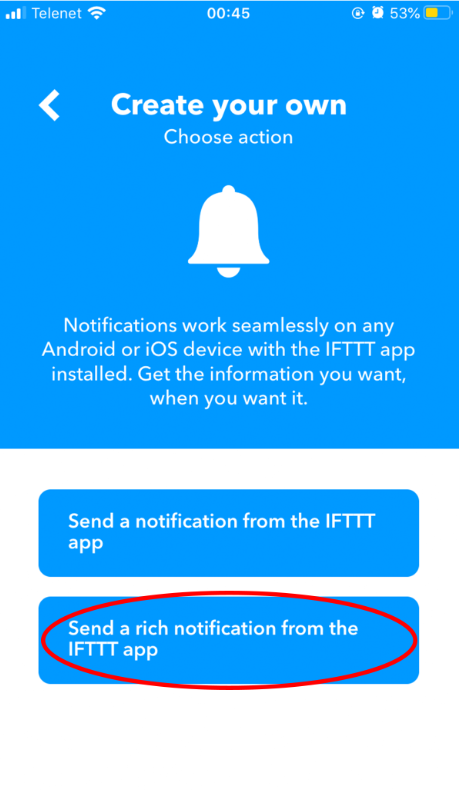 Telenet 00:45 53%
Create your own
Choose action
Notifications work seamlessly on any
Android or iOS device with the IFTTT app
installed. Get the information you want,
when you want it.
Send a notification from the IFTTT
app
Send a rich notification from the
IFTTT app